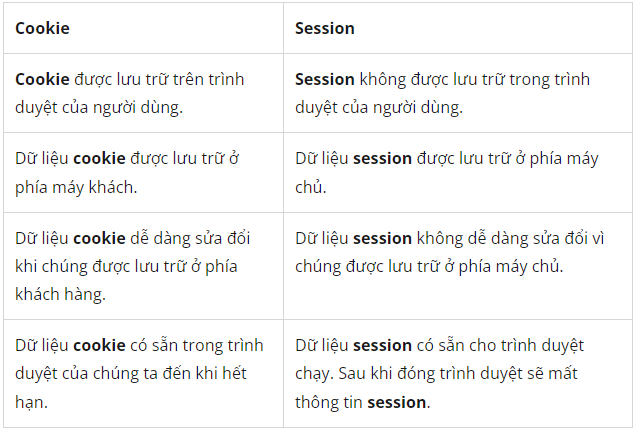 Cookie
Session
Cookie được lưu trữ trên trình
duyệt của người dùng.
Session không được lưu trữ trong trình
duyệt của người dùng.
Dữ liệu cookie được lưu trữ ở
phía máy khách.
Dữ liệu session được lưu trữ ở phía máy
chủ.
Dữ liệu cookie dễ dàng sửa đổi
khi chúng được lưu trữ ở phía
khách hàng.
Dữ liệu session không dễ dàng sửa đổi vì
chúng được lưu trữ ở phía máy chủ.
Dữ liệu cookie có sẵn trong trình
duyệt của chúng ta đến khi hết
hạn.
Dữ liệu session có sẵn cho trình duyệt
chạy. Sau khi đóng trình duyệt sẽ mất
thông tin session.